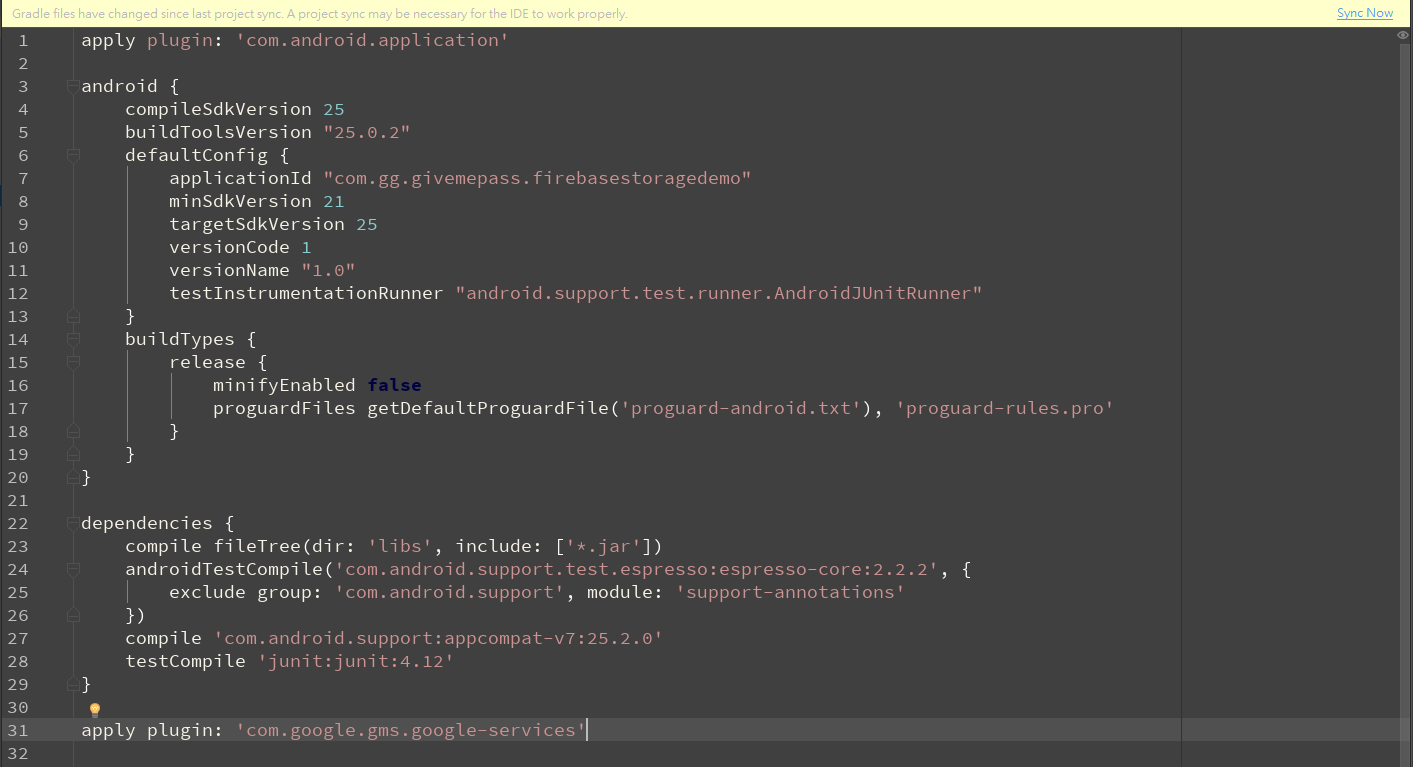 Gradle files have changed since last project sync. A project sync may be necessary for the IDE to work properly. Sync Now
1 apply plugin: 'com.android.application'
2
3 android {
4     compileSdkVersion 25
5     buildToolsVersion "25.0.2"
6     defaultConfig {
7         applicationId "com.gg.givemepass.firebasestoragedemo"
8         minSdkVersion 21
9         targetSdkVersion 25
10         versionCode 1
11         versionName "1.0"
12         testInstrumentationRunner "android.support.test.runner.AndroidJUnitRunner"
13     }
14     buildTypes {
15         release {
16             minifyEnabled false
17             proguardFiles getDefaultProguardFile('proguard-android.txt'), 'proguard-rules.pro'
18         }
19     }
20 }
21
22 dependencies {
23     compile fileTree(dir: 'libs', include: ['*.jar'])
24     androidTestCompile('com.android.support.test.espresso:espresso-core:2.2.2', {
25         exclude group: 'com.android.support', module: 'support-annotations'
26     })
27     compile 'com.android.support:appcompat-v7:25.2.0'
28     testCompile 'junit:junit:4.12'
29 }
30
31 apply plugin: 'com.google.gms.google-services'
32